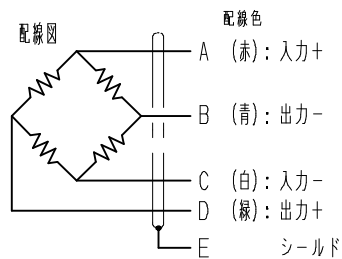 配線図
配線色
A (赤): 入力+
B (青): 出力-
C (白): 入力-
D (緑): 出力+
E シールド